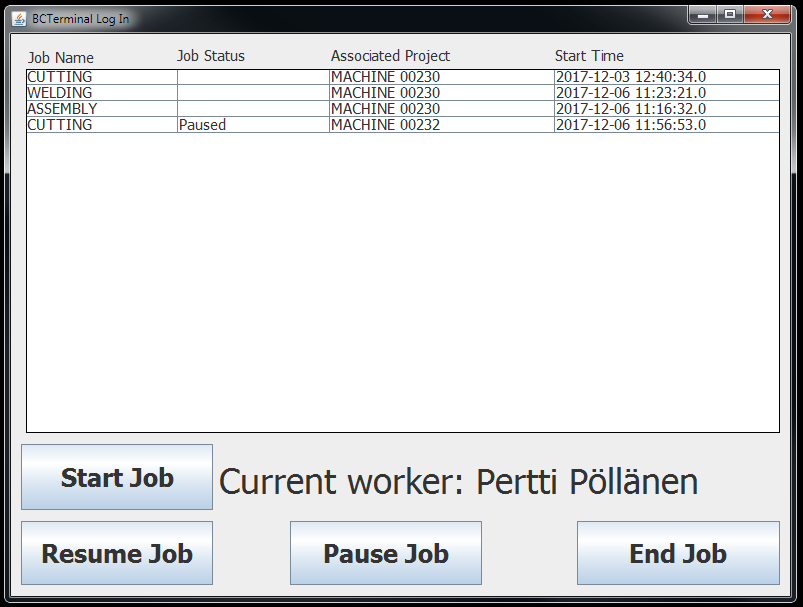 BCTerminal Log In
Job Name Job Status Associated Project Start Time
CUTTING MACHINE 00230 2017-12-03 12:40:34.0
WELDING MACHINE 00230 2017-12-06 11:23:21.0
ASSEMBLY MACHINE 00230 2017-12-06 11:16:32.0
CUTTING Paused MACHINE 00232 2017-12-06 11:56:53.0
Start Job Current worker: Pertti Pöllänen
Resume Job Pause Job End Job